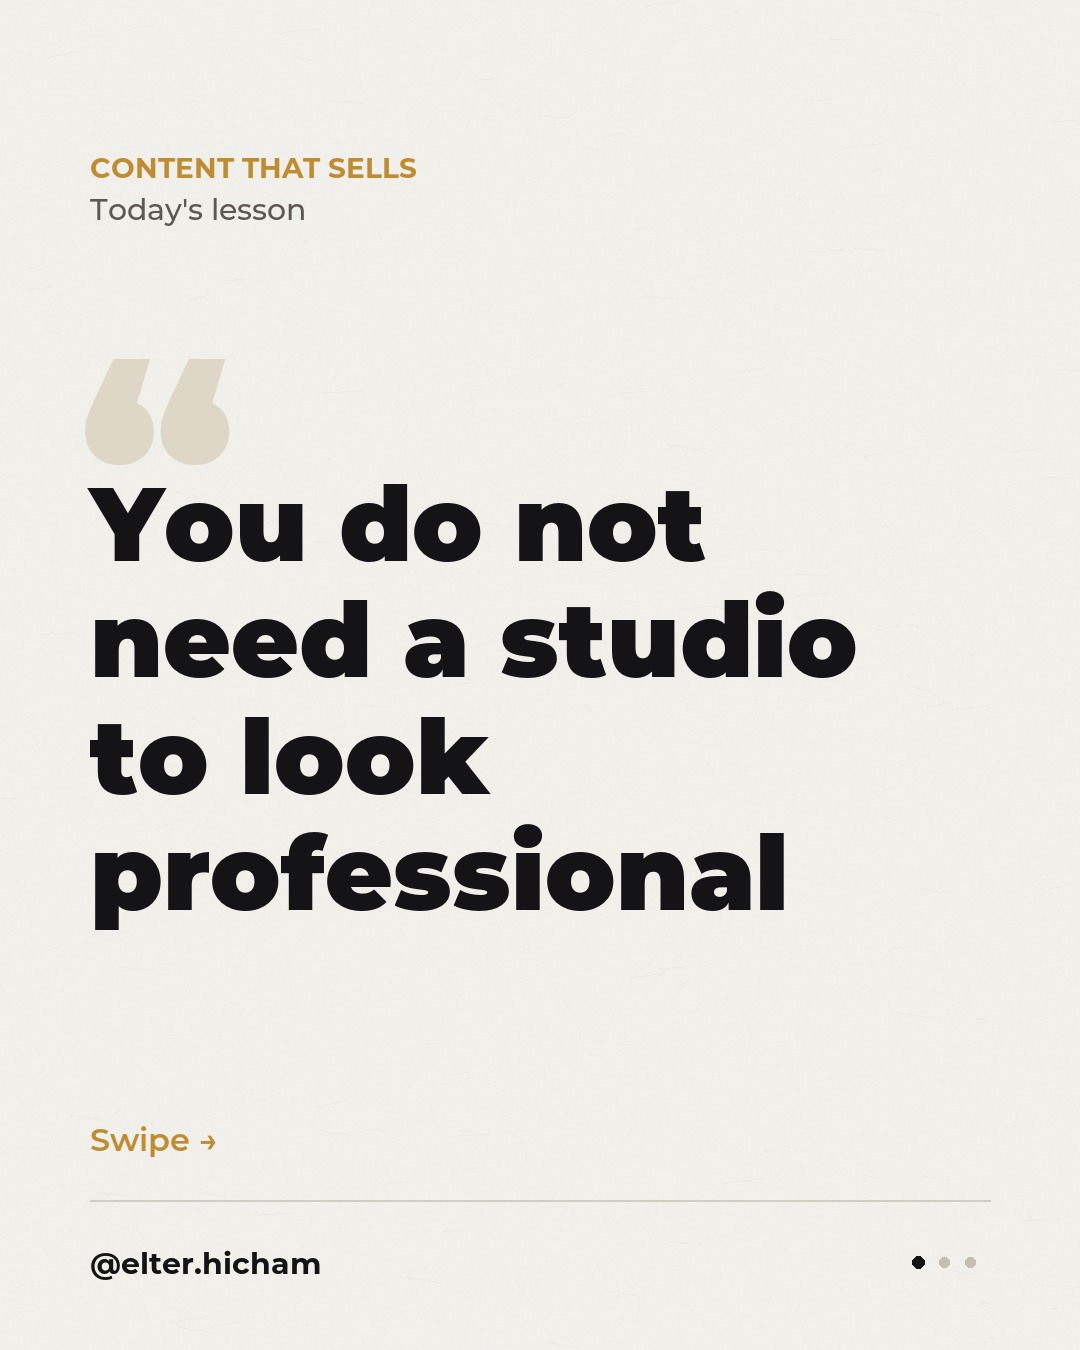 CONTENT THAT SELLS
Today's lesson
“
You do not
need a studio
to look
professional
Swipe →
@elter.hicham